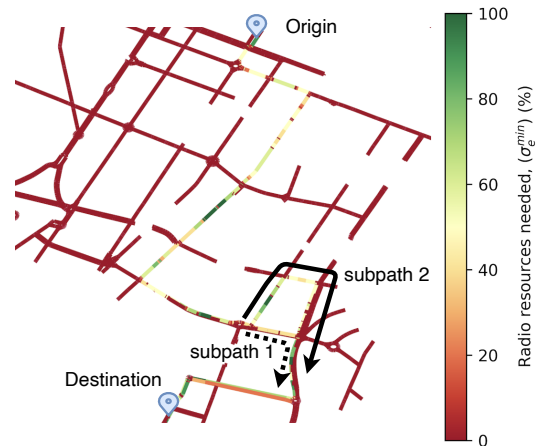 Origin
subpath 2
subpath 1
Destination
100
80
60
40
20
0
Radio resources needed, (σ_e^{min}) (%)